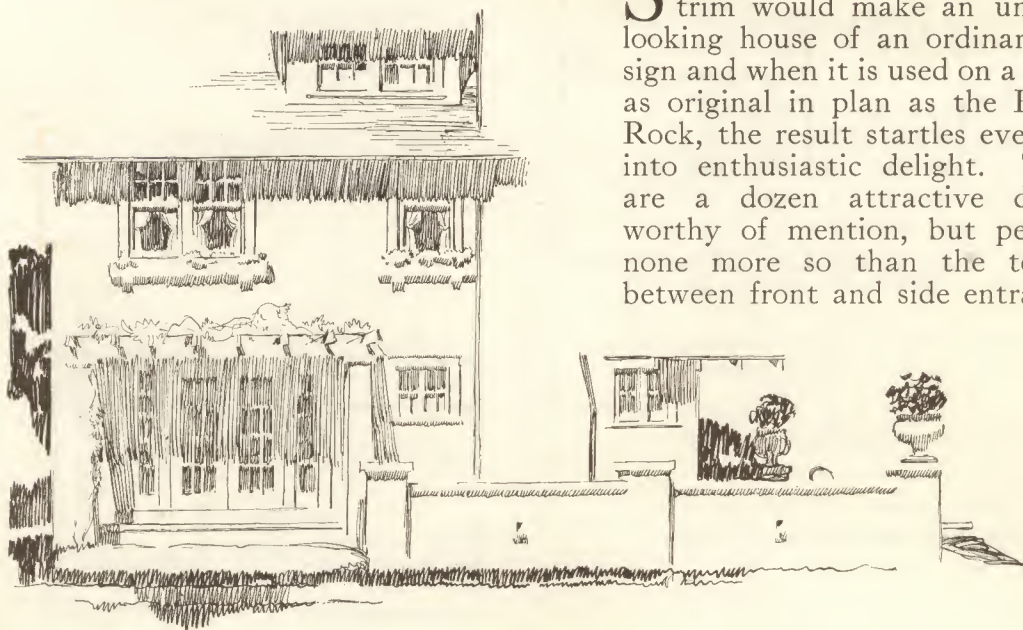 S trim would make an un
looking house of an ordinar
sign and when it is used on a
as original in plan as the
Rock, the result startles eve
into enthusiastic delight.
are a dozen attractive
worthy of mention, but pe
none more so than the t
between front and side entra